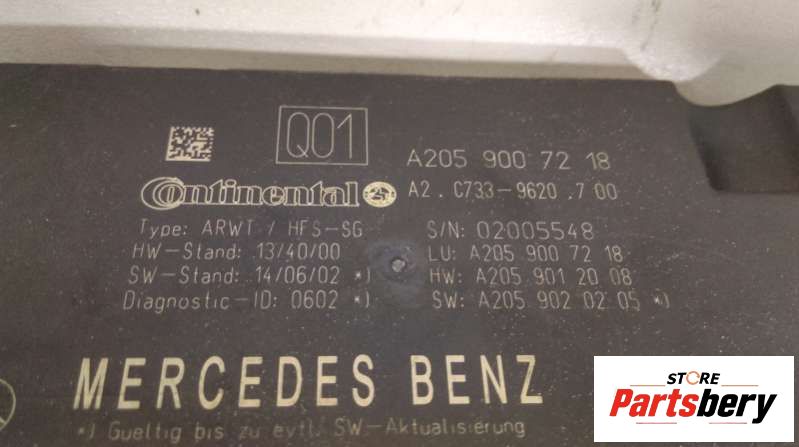 Q01
A205 900 72 18
Continental
A2.C733-9620.700
Type: ARWT / HFS-SG
S/N: 02005548
HW-Stand: 13/40/00
LU: A205 900 72 18
SW-Stand: 14/06/02 *)
HW: A205 901 20 08
Diagnostic-ID: 0602 *)
SW: A205 902 02 05 *)
MERCEDES BENZ
*) Gueltig bis zu evtl. SW-Aktualisierung
STORE
Partsbery